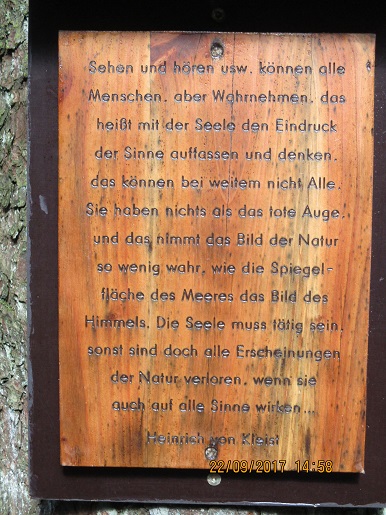 Sehen und hören usw. können alle
Menschen, aber Wahrnehmen, das
heißt mit der Seele den Eindruck
der Sinne auffassen und denken,
das können bei weitem nicht Alle.
Sie haben nichts als das tote Auge,
und das nimmt das Bild der Natur
so wenig wahr, wie die Spiegel-
fläche des Meeres das Bild des
Himmels. Die Seele muss tätig sein,
sonst sind doch alle Erscheinungen
der Natur verloren, wenn sie
auch auf alle Sinne wirken...
Heinrich von Kleist
22/09/2017 14:58